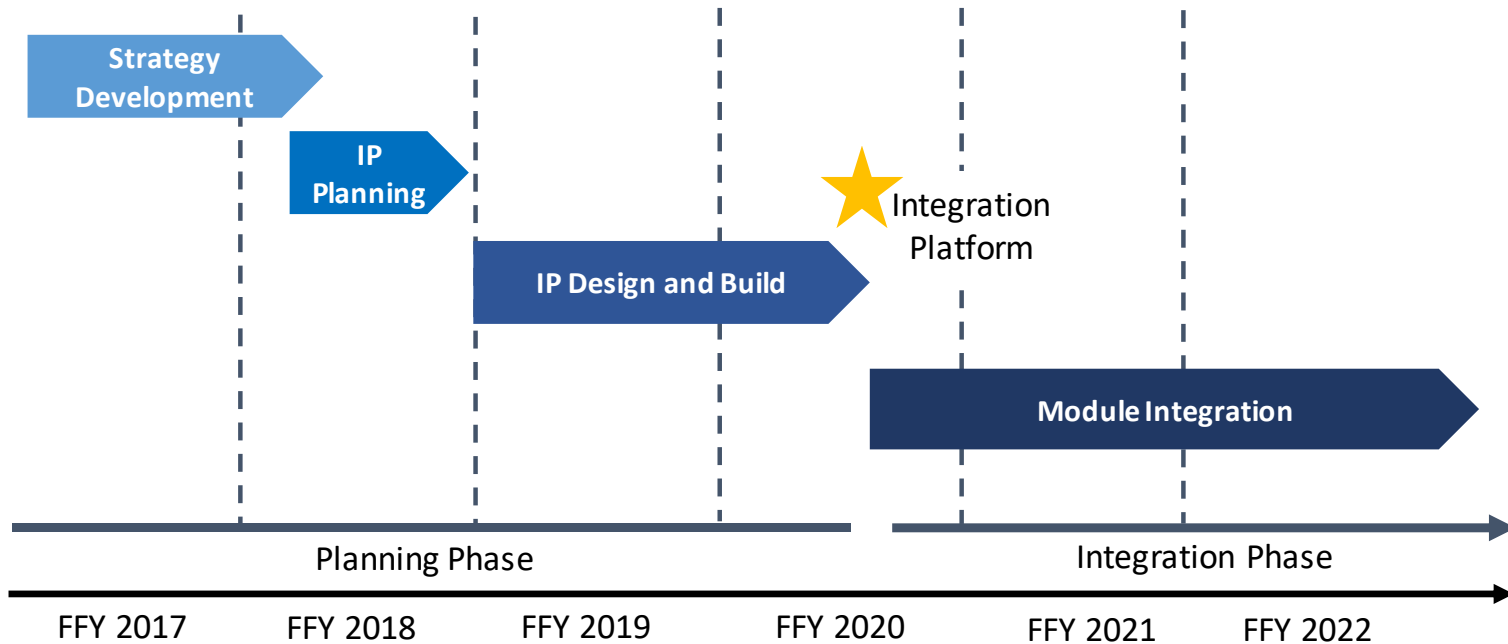 Strategy
Development
IP
Planning
Integration
Platform
IP Design and Build
Module Integration
Planning Phase
Integration Phase
FFY 2017
FFY 2018
FFY 2019
FFY 2020
FFY 2021
FFY 2022